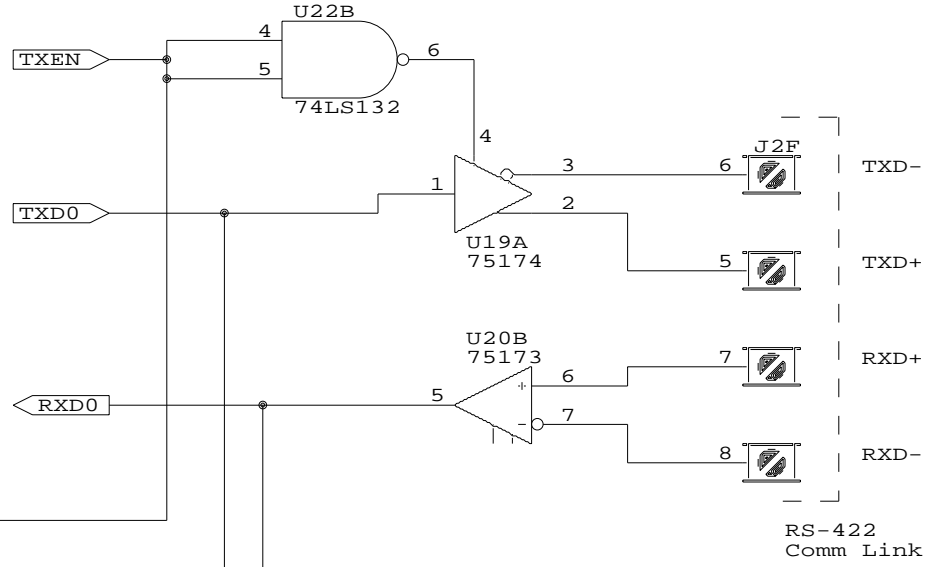 U22B
4
TXEN
5
6
74LS132
4
J2F
3
6
TXD-
1
2
TXD0
U19A
75174
5
TXD+
U20B
75173
7
RXD+
6
+
5
RXD0
7
-
8
RXD-
RS-422
Comm Link